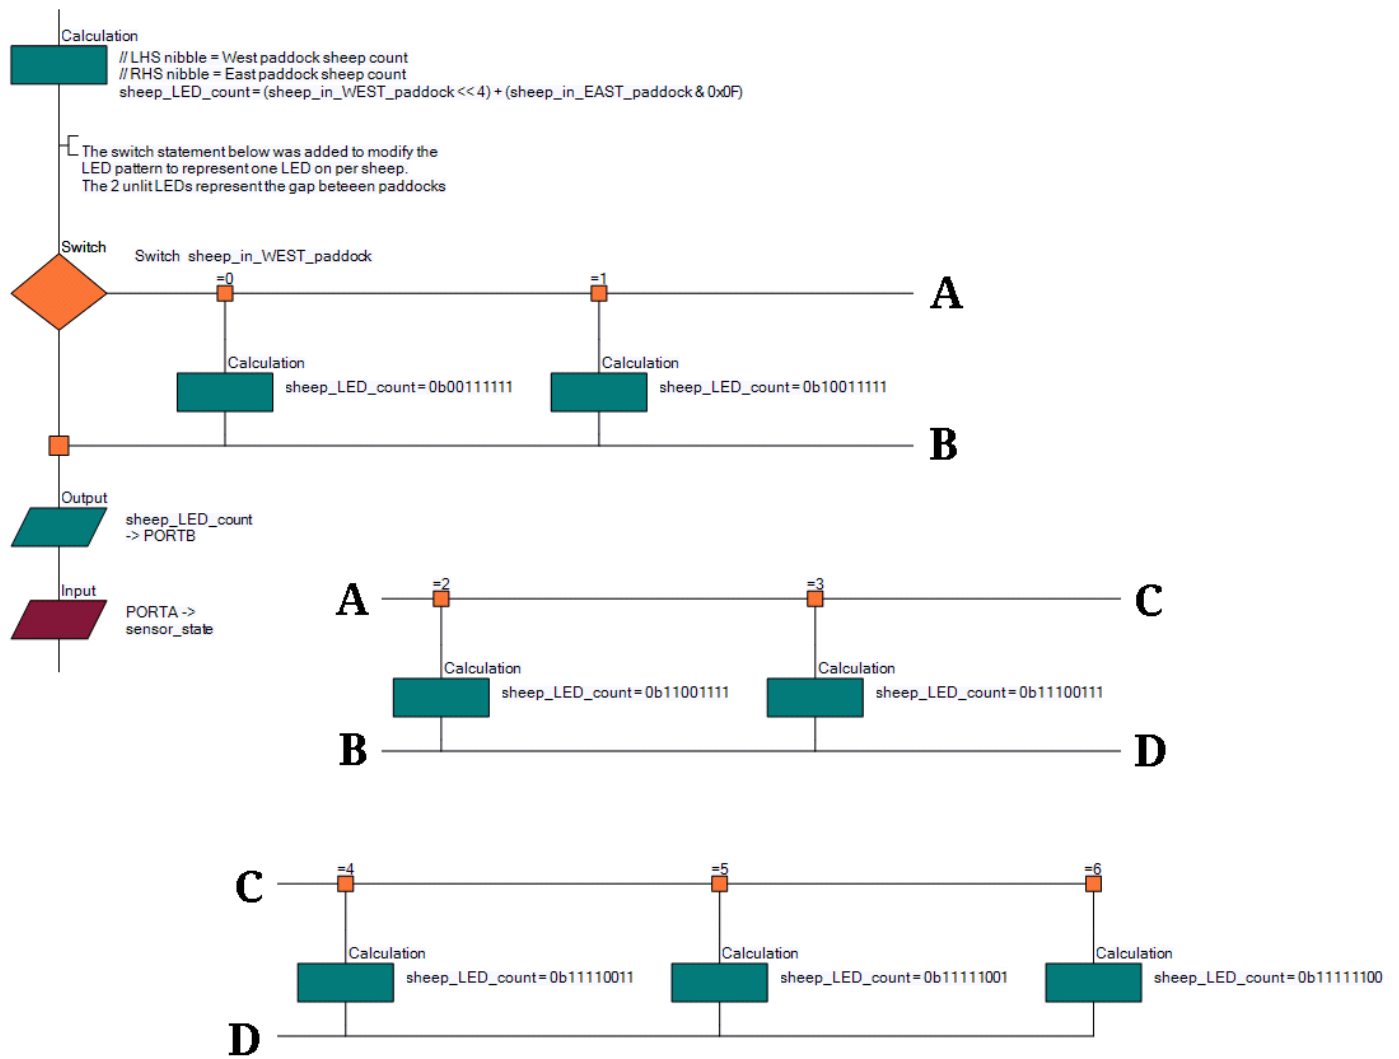 Calculation
// LHS nibble = West paddock sheep count
// RHS nibble = East paddock sheep count
sheep_LED_count = (sheep_in_WEST_paddock << 4) + (sheep_in_EAST_paddock & 0x0F)
The switch statement below was added to modify the
LED pattern to represent one LED on per sheep.
The 2 unlit LEDs represent the gap beteeen paddocks
Switch
Switch sheep_in_WEST_paddock
=0
=1
A
Calculation
sheep_LED_count = 0b00111111
Calculation
sheep_LED_count = 0b10011111
B
Output
sheep_LED_count
-> PORTB
Input
PORTA ->
sensor_state
A
=2
=3
C
Calculation
sheep_LED_count = 0b11001111
Calculation
sheep_LED_count = 0b11100111
B
D
C
=4
=5
=6
Calculation
sheep_LED_count = 0b11110011
Calculation
sheep_LED_count = 0b11111001
Calculation
sheep_LED_count = 0b11111100
D